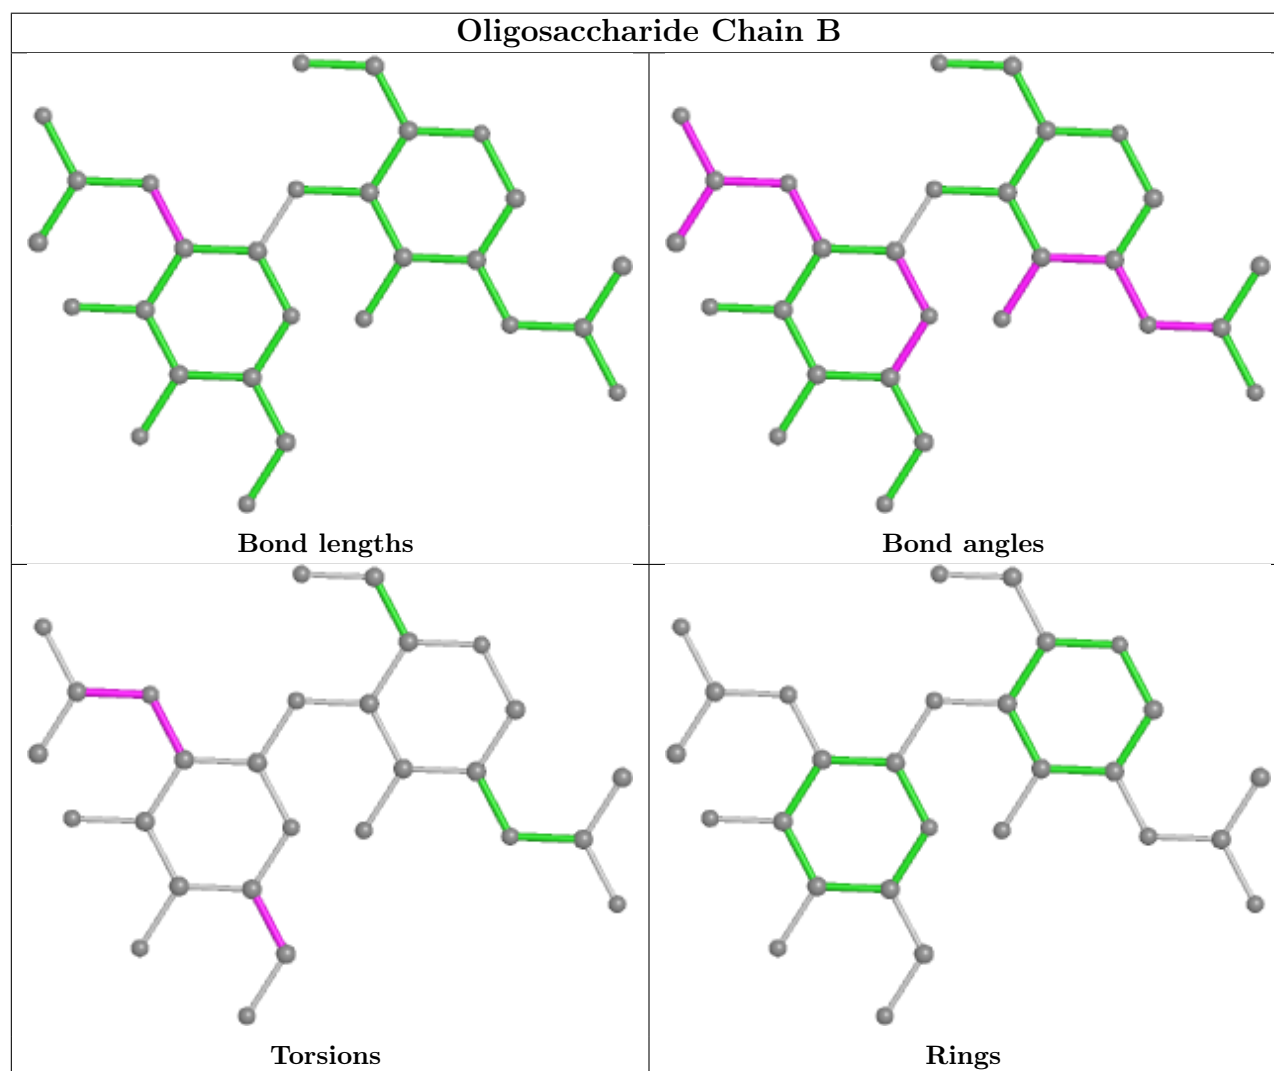 Oligosaccharide Chain B
Bond lengths
Bond angles
Torsions
Rings